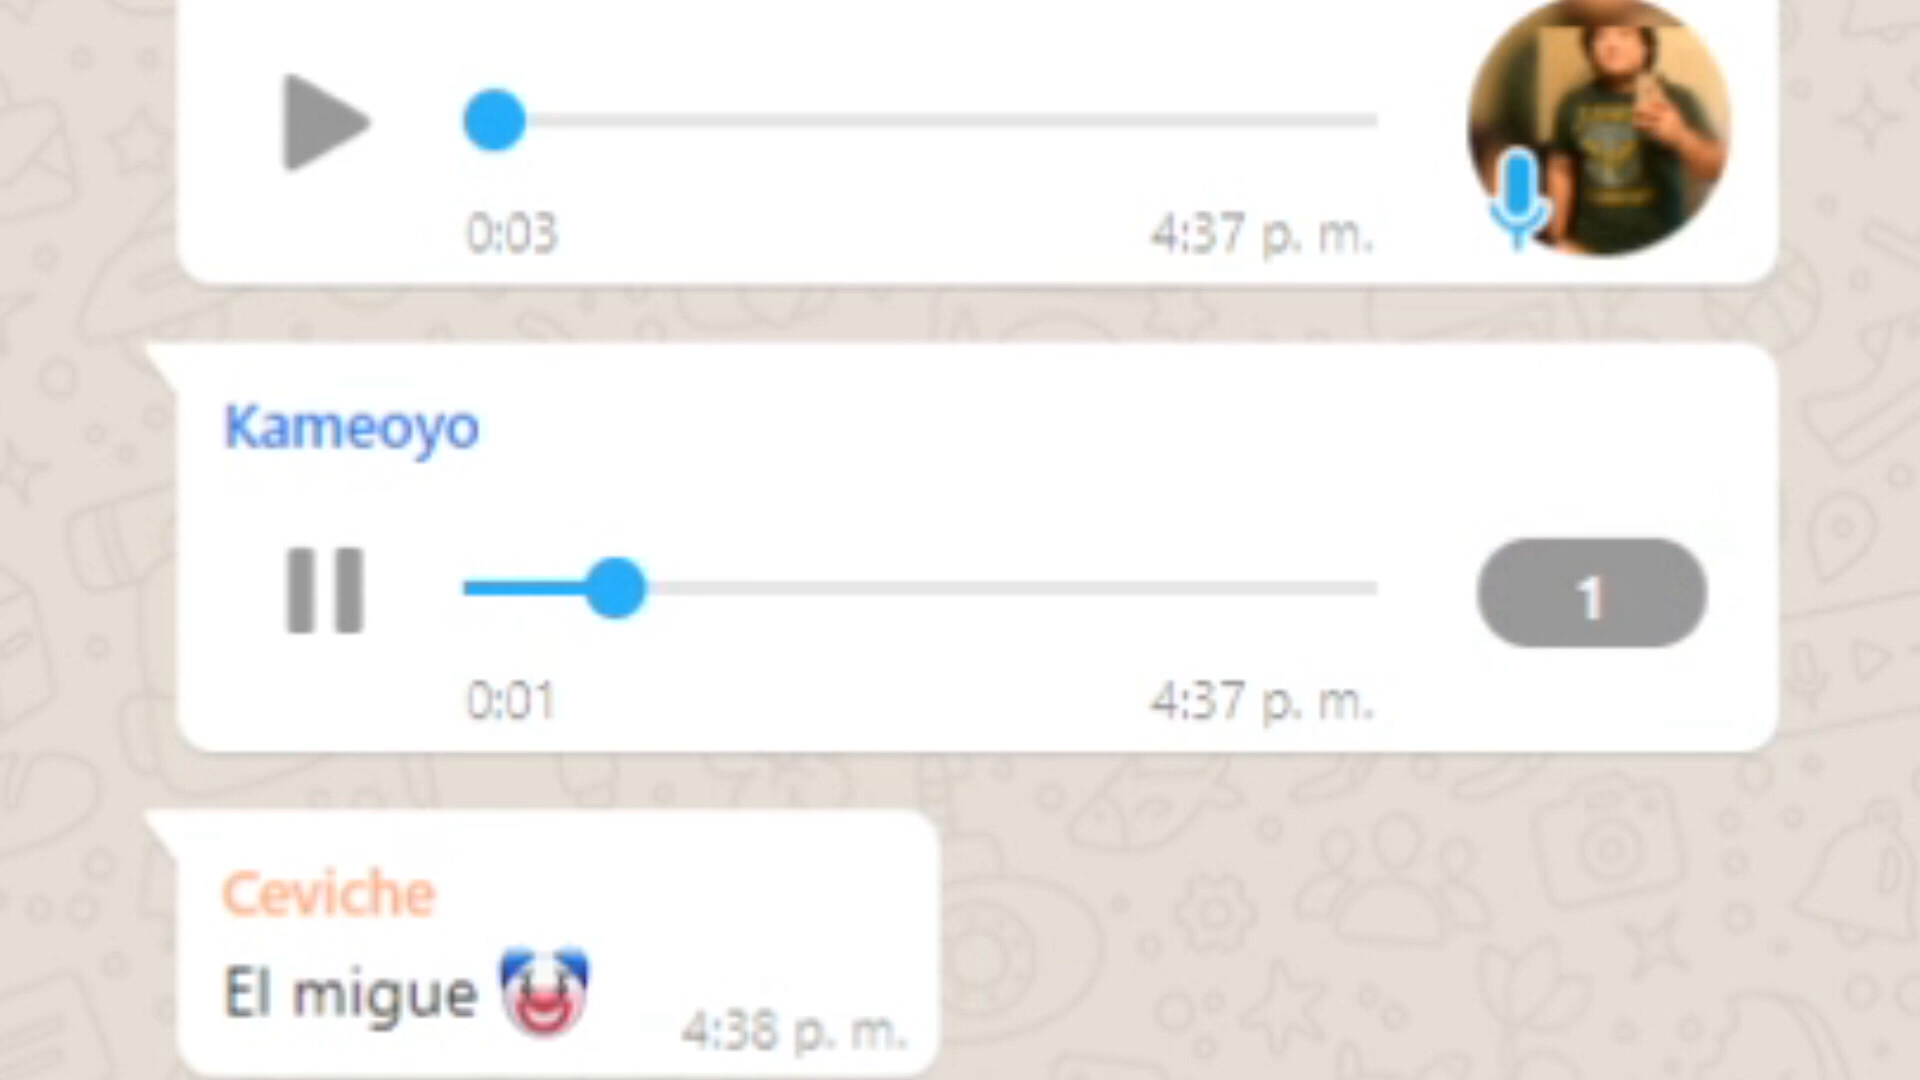 0:03 4:37 p. m.
Kameoyo
1
0:01 4:37 p. m.
Ceviche
El migue 🤡
4:38 p. m.